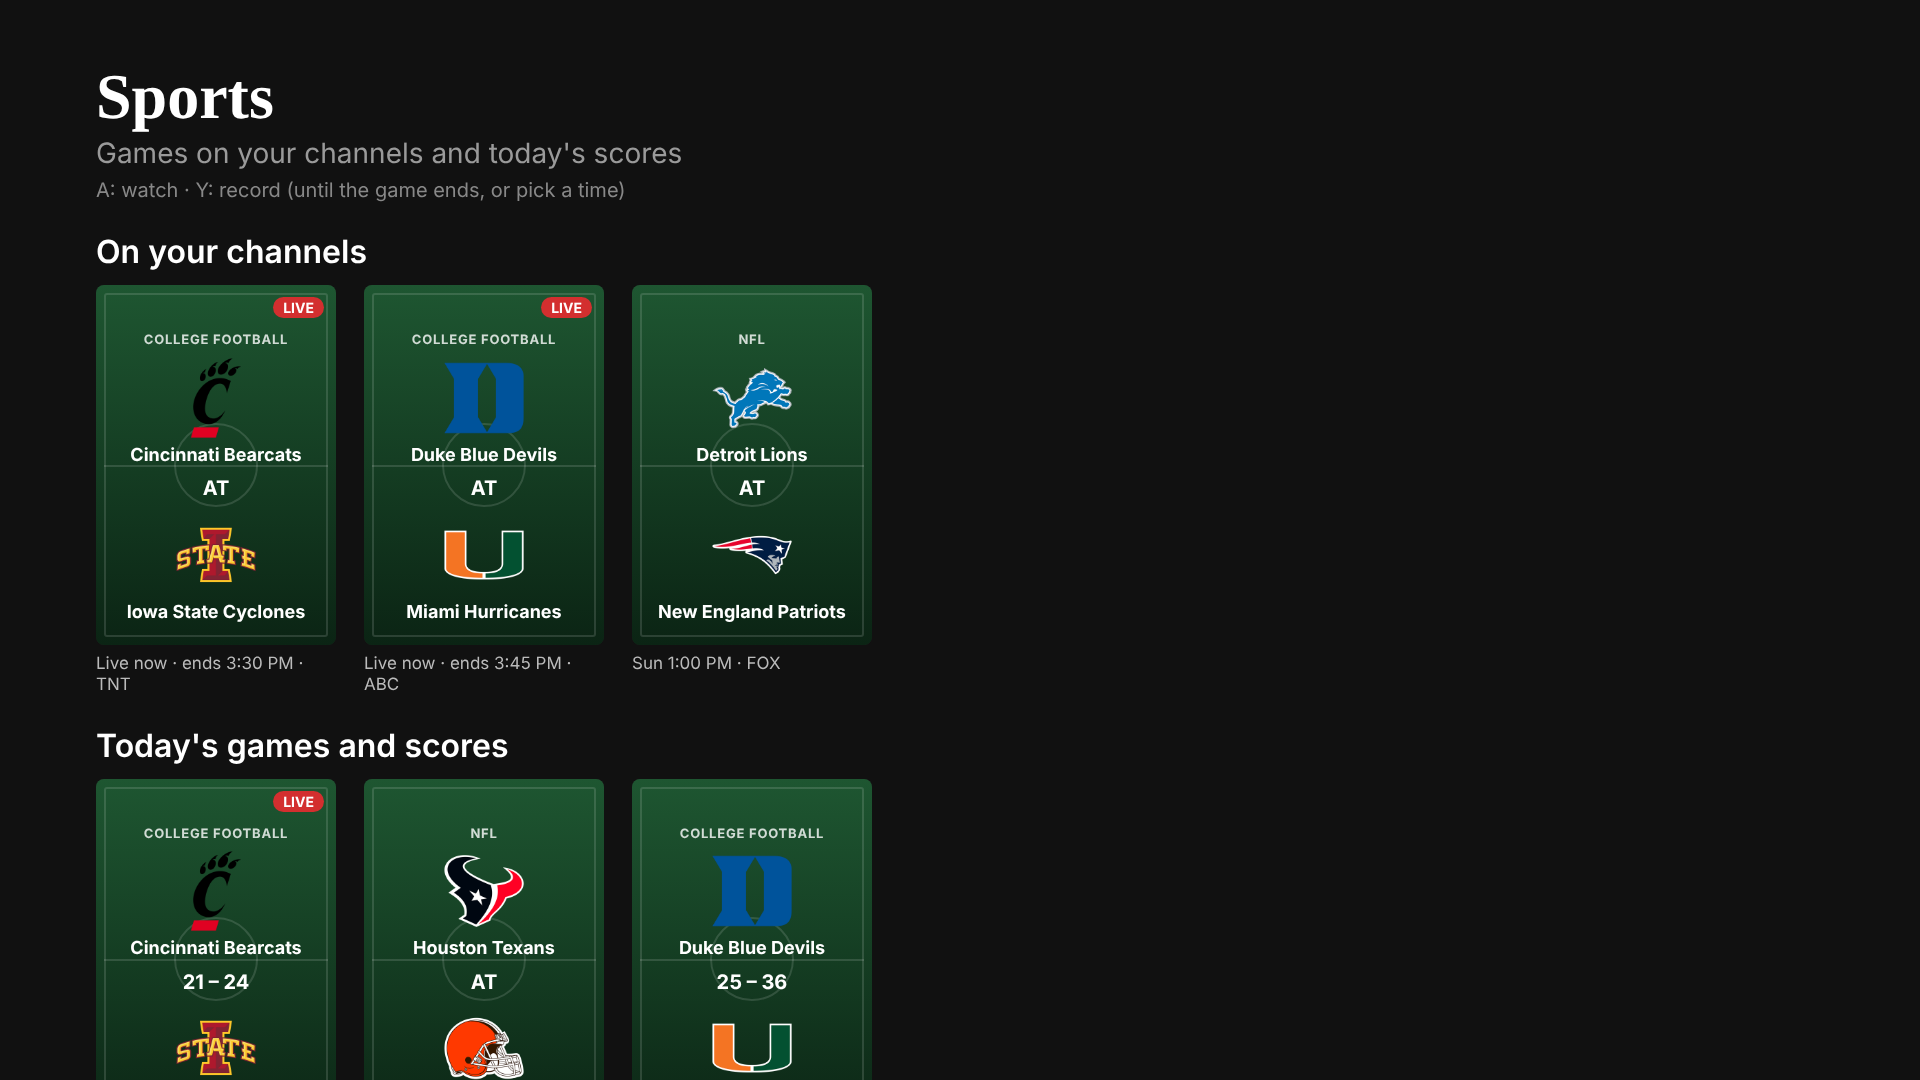 Sports
Games on your channels and today's scores
A: watch · Y: record (until the game ends, or pick a time)
On your channels
LIVE
COLLEGE FOOTBALL
C
Cincinnati Bearcats
AT
STATE
Iowa State Cyclones
Live now · ends 3:30 PM ·
TNT
LIVE
COLLEGE FOOTBALL
D
Duke Blue Devils
AT
U
Miami Hurricanes
Live now · ends 3:45 PM ·
ABC
NFL
Detroit Lions
AT
New England Patriots
Sun 1:00 PM · FOX
Today's games and scores
LIVE
COLLEGE FOOTBALL
C
Cincinnati Bearcats
21 – 24
STATE
NFL
Houston Texans
AT
COLLEGE FOOTBALL
D
Duke Blue Devils
25 – 36
U